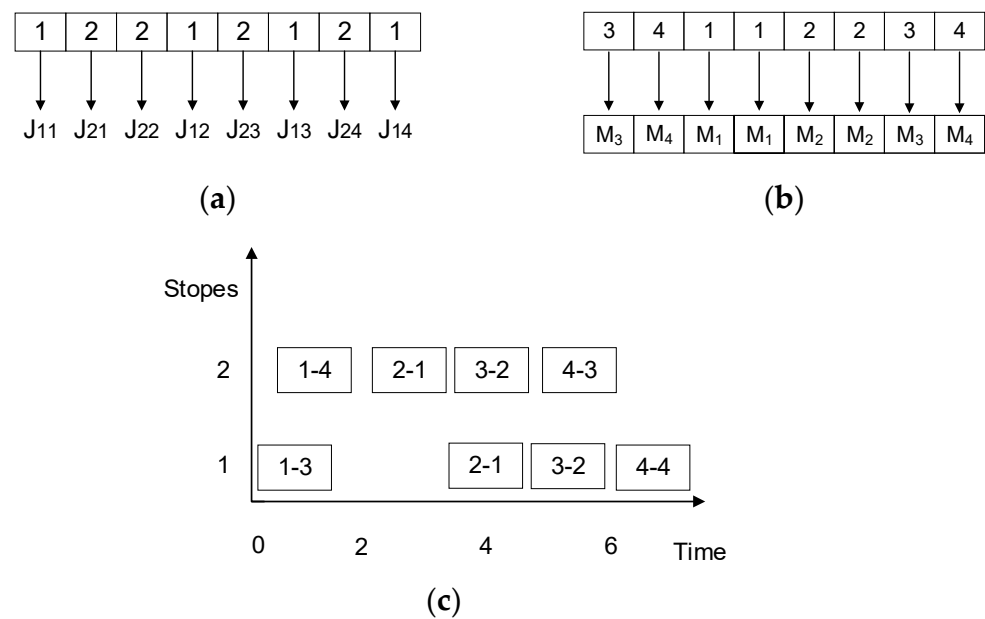 1 2 2 1 2 1 2 1
J11 J21 J22 J12 J23 J13 J24 J14
(a)
3 4 1 1 2 2 3 4
M3 M4 M1 M1 M2 M2 M3 M4
(b)
Stopes
2 1-4 2-1 3-2 4-3
1 1-3 2-1 3-2 4-4
0 2 4 6 Time
(c)